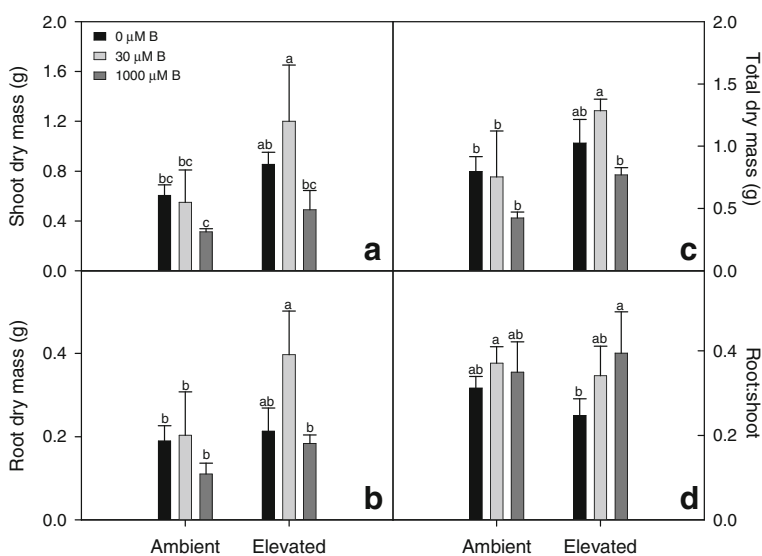 2.0
1.6
1.2
0.8
0.4
0.0
Shoot dry mass (g)
0 μM B
30 μM B
1000 μM B
bc
bc
c
ab
a
bc
a
2.0
1.5
1.0
0.5
0.0
Total dry mass (g)
b
b
b
ab
a
b
c
0.4
0.2
0.0
Root dry mass (g)
b
b
b
ab
a
b
b
0.4
0.2
0.0
Root:shoot
ab
a
ab
b
ab
a
d
Ambient Elevated
Ambient Elevated